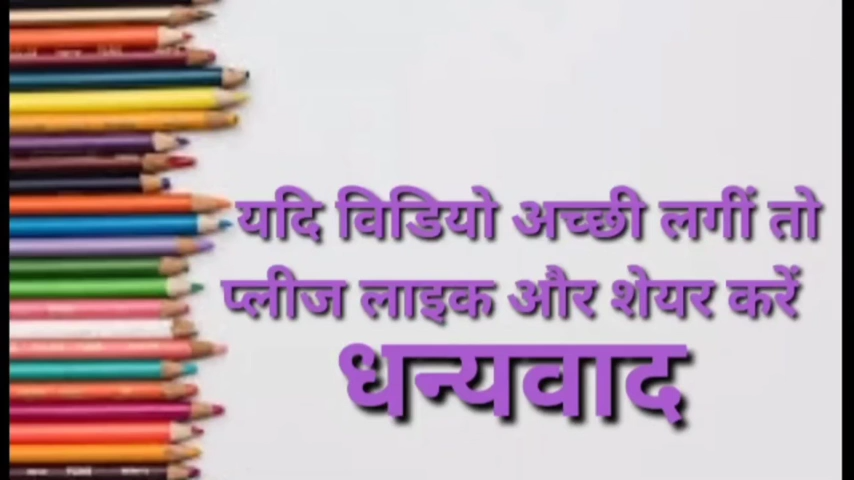 यदि विडियो अच्छी लगीं तो
प्लीज लाइक और शेयर करें
धन्यवाद